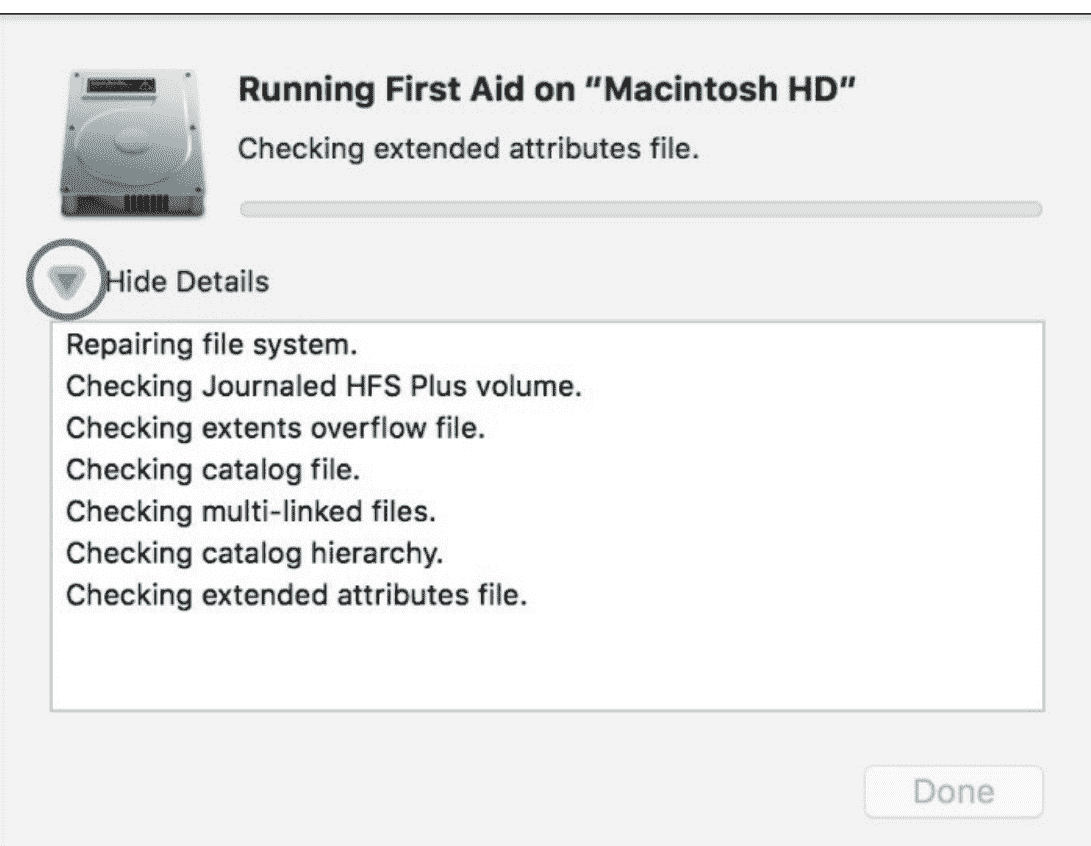 Running First Aid on "Macintosh HD"
Checking extended attributes file.
Hide Details
Repairing file system.
Checking Journaled HFS Plus volume.
Checking extents overflow file.
Checking catalog file.
Checking multi-linked files.
Checking catalog hierarchy.
Checking extended attributes file.
Done